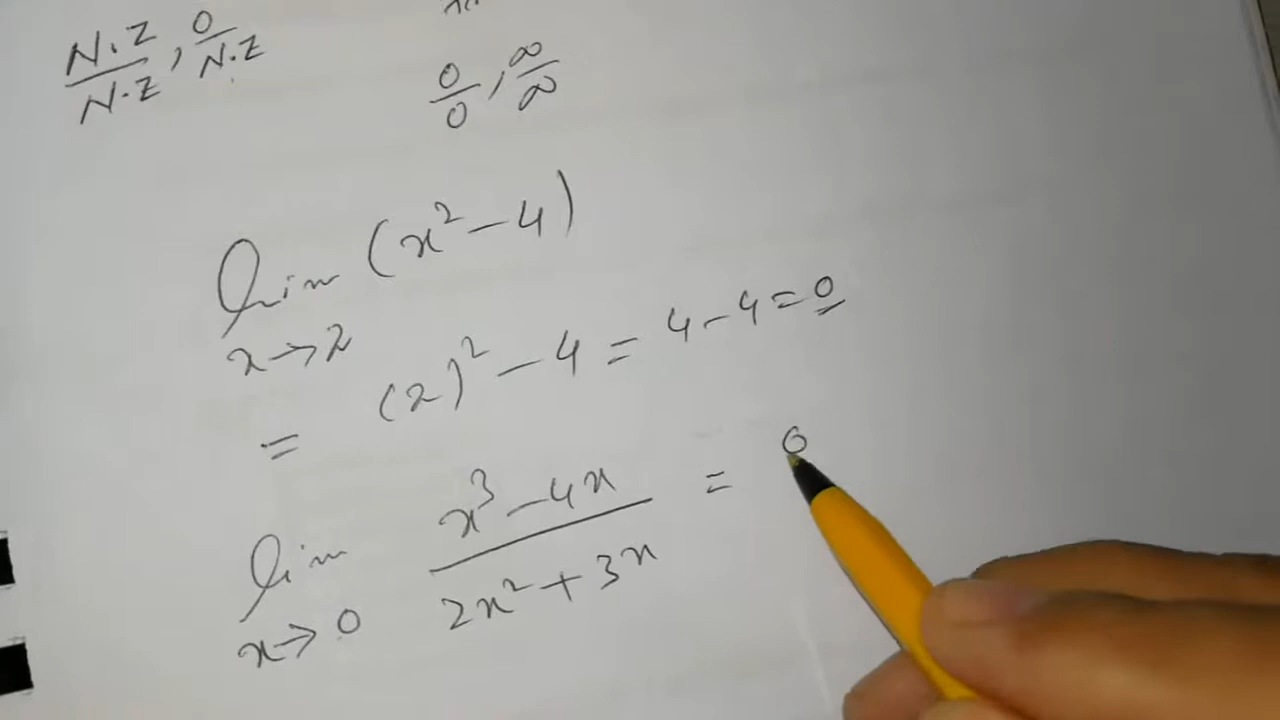 N.Z/N.Z, 0/N.Z
0/0, ∞/∞
lim x→2 (x² - 4)
= (2)² - 4 = 4 - 4 = 0
lim x→0 (x³ - 4x)/(2x² + 3x) = 0